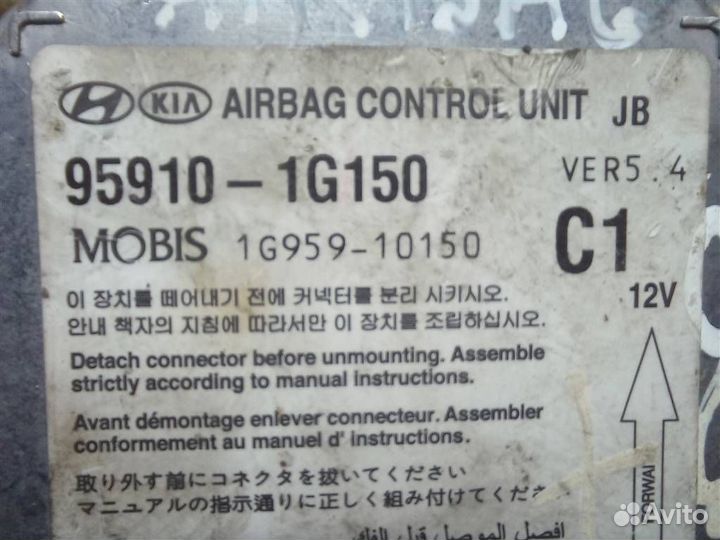 KIA AIRBAG CONTROL UNIT JB
95910-1G150 VER5.4
MOBIS 1G959-10150 C1
이 장치를 떼어내기 전에 커넥터를 분리 시키시오. 12V
안내 책자의 지침에 따라서만 이 장치를 조립하십시오.
Detach connector before unmounting. Assemble
strictly according to manual instructions.
Avant démontage enlever connecteur. Assembler
conformement au manuel d' instructions.
取り外す前にコネクタを抜いてください
マニュアルの指示通りに正しく組み付けてください
افصل الموصل قبل الفك
Avito